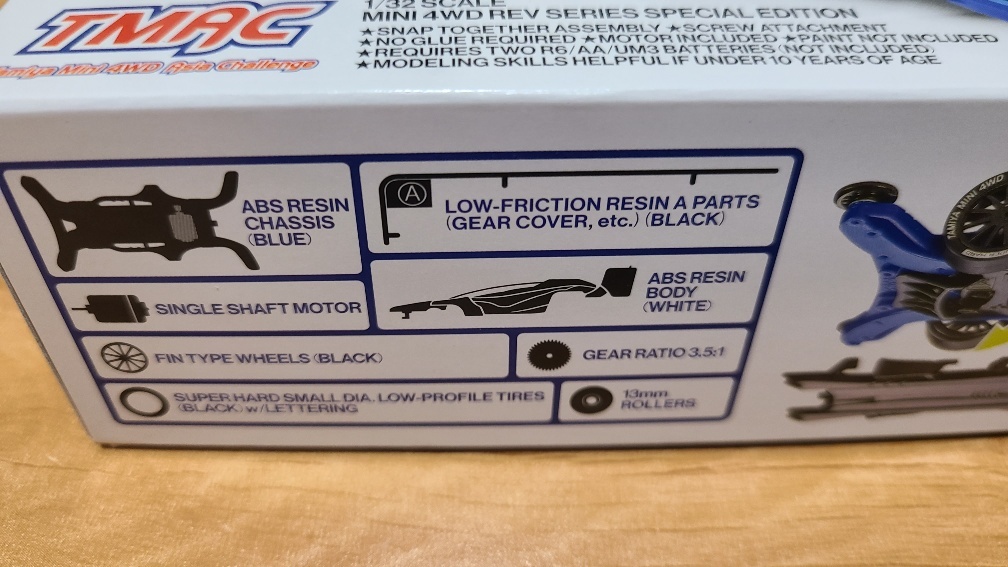 TMAC
Tamiya Mini 4WD Asia Challenge
1/32 SCALE
MINI 4WD REV SERIES SPECIAL EDITION
★SNAP TOGETHER ASSEMBLY ★SCREW ATTACHMENT
★NO GLUE REQUIRED ★MOTOR INCLUDED ★PAINT NOT INCLUDED
★REQUIRES TWO R6/AA/UM3 BATTERIES (NOT INCLUDED)
★MODELING SKILLS HELPFUL IF UNDER 10 YEARS OF AGE
ABS RESIN
CHASSIS
(BLUE)
A
LOW-FRICTION RESIN A PARTS
(GEAR COVER, etc.) (BLACK)
SINGLE SHAFT MOTOR
ABS RESIN
BODY
(WHITE)
FIN TYPE WHEELS (BLACK)
GEAR RATIO 3.5:1
SUPER HARD SMALL DIA. LOW-PROFILE TIRES
(BLACK) w/LETTERING
13mm
ROLLERS
TAMIYA MINI 4WD